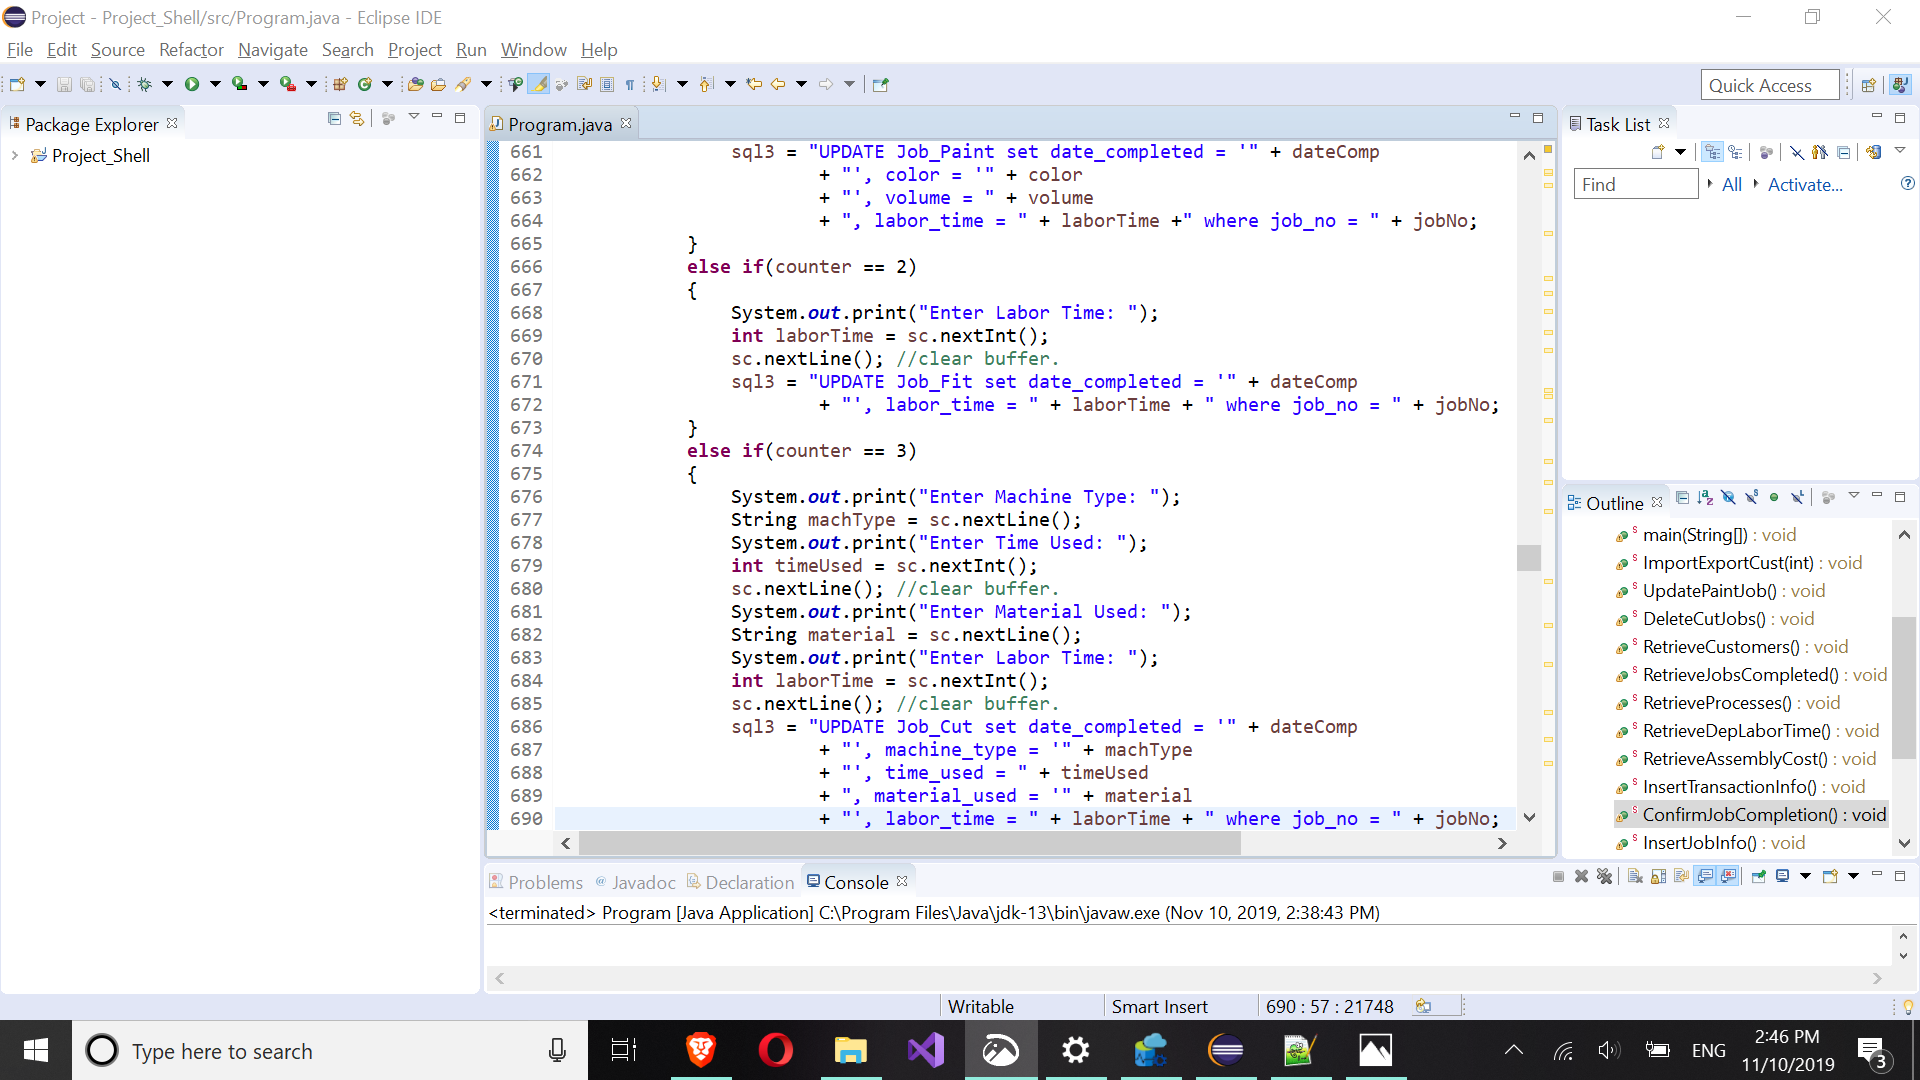 Project - Project_Shell/src/Program.java - Eclipse IDE
File Edit Source Refactor Navigate Search Project Run Window Help
Quick Access
Package Explorer
Project_Shell
Program.java
661 sql3 = "UPDATE Job_Paint set date_completed = '" + dateComp
662 + "', color = '" + color
663 + "', volume = " + volume
664 + ", labor_time = " + laborTime +" where job_no = " + jobNo;
665 }
666 else if(counter == 2)
667 {
668 System.out.print("Enter Labor Time: ");
669 int laborTime = sc.nextInt();
670 sc.nextLine(); //clear buffer.
671 sql3 = "UPDATE Job_Fit set date_completed = '" + dateComp
672 + "', labor_time = " + laborTime + " where job_no = " + jobNo;
673 }
674 else if(counter == 3)
675 {
676 System.out.print("Enter Machine Type: ");
677 String machType = sc.nextLine();
678 System.out.print("Enter Time Used: ");
679 int timeUsed = sc.nextInt();
680 sc.nextLine(); //clear buffer.
681 System.out.print("Enter Material Used: ");
682 String material = sc.nextLine();
683 System.out.print("Enter Labor Time: ");
684 int laborTime = sc.nextInt();
685 sc.nextLine(); //clear buffer.
686 sql3 = "UPDATE Job_Cut set date_completed = '" + dateComp
687 + "', machine_type = '" + machType
688 + "', time_used = " + timeUsed
689 + ", material_used = '" + material
690 + "', labor_time = " + laborTime + " where job_no = " + jobNo;
Task List
Find All Activate...
Outline
main(String[]) : void
ImportExportCust(int) : void
UpdatePaintJob() : void
DeleteCutJobs() : void
RetrieveCustomers() : void
RetrieveJobsCompleted() : void
RetrieveProcesses() : void
RetrieveDepLaborTime() : void
RetrieveAssemblyCost() : void
InsertTransactionInfo() : void
ConfirmJobCompletion() : void
InsertJobInfo() : void
Problems @ Javadoc Declaration Console
<terminated> Program [Java Application] C:\Program Files\Java\jdk-13\bin\javaw.exe (Nov 10, 2019, 2:38:43 PM)
Writable Smart Insert 690 : 57 : 21748
Type here to search
ENG
2:46 PM
11/10/2019
3